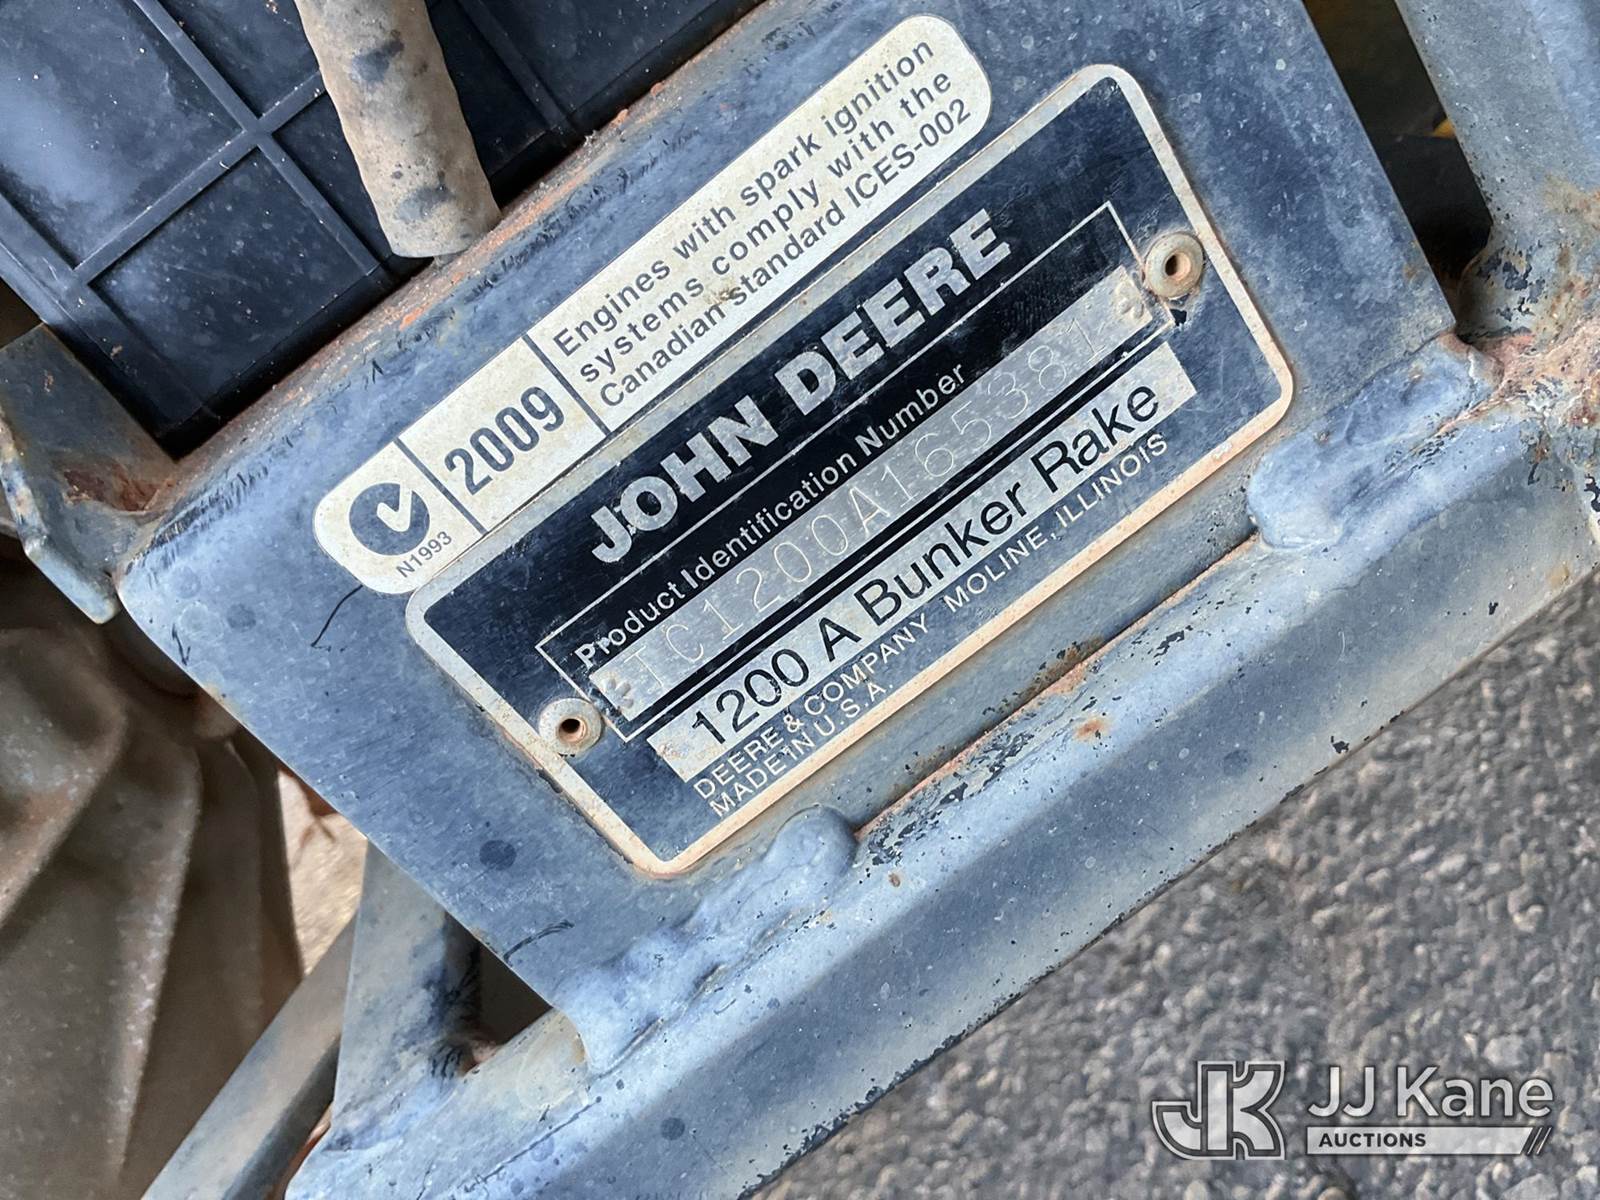 N1993
2009
Engines with spark ignition
systems comply with the
Canadian standard ICES-002
JOHN DEERE
Product Identification Number
*TC1200A165381*
1200 A Bunker Rake
DEERE & COMPANY MOLINE, ILLINOIS
MADE IN U.S.A.
JK JJ Kane
AUCTIONS